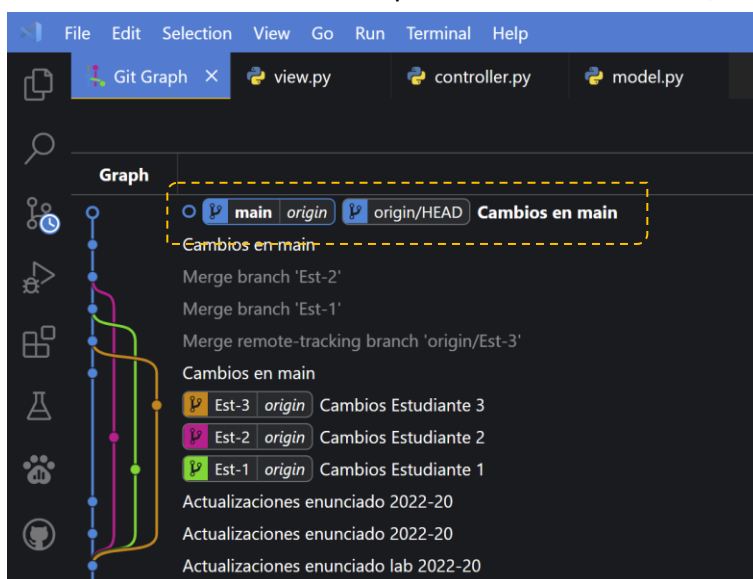 File Edit Selection View Go Run Terminal Help
Git Graph view.py controller.py model.py
Graph
main origin origin/HEAD Cambios en main
Cambios en main
Merge branch 'Est-2'
Merge branch 'Est-1'
Merge remote-tracking branch 'origin/Est-3'
Cambios en main
Est-3 origin Cambios Estudiante 3
Est-2 origin Cambios Estudiante 2
Est-1 origin Cambios Estudiante 1
Actualizaciones enunciado 2022-20
Actualizaciones enunciado 2022-20
Actualizaciones enunciado lab 2022-20